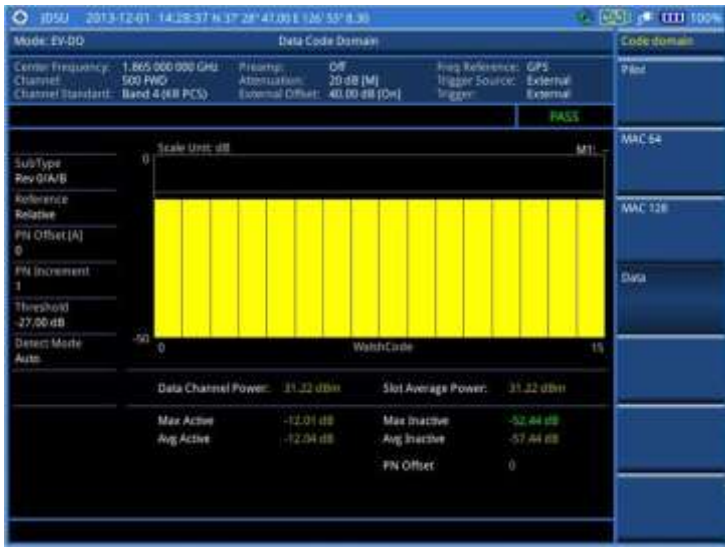 JDSU 2013-12-01 14:28:37 N 37° 28' 41.00 E 126° 55' 8.30 100%
Mode: EV-DO Data Code Domain Code domain
Center Frequency: 1.865 000 000 GHz Preamp: Off Freq Reference: GPS
Channel: 500 FWD Attenuation: 20 dB [M] Trigger Source: External
Channel Standard: Band 4 (KR PCS) External Offset: 40.00 dB [On] Trigger: External
PASS
Pilot
MAC 64
MAC 128
Data
Scale Unit: dB M1: --
SubType
Rev 0/A/B
Reference
Relative
PN Offset [A]
0
PN Increment
1
Threshold
-27.00 dB
Detect Mode
Auto
0
-50
0 WalshCode 15
Data Channel Power: 31.22 dBm Slot Average Power: 31.22 dBm
Max Active -12.01 dB Max Inactive -52.44 dB
Avg Active -12.04 dB Avg Inactive -57.44 dB
PN Offset 0